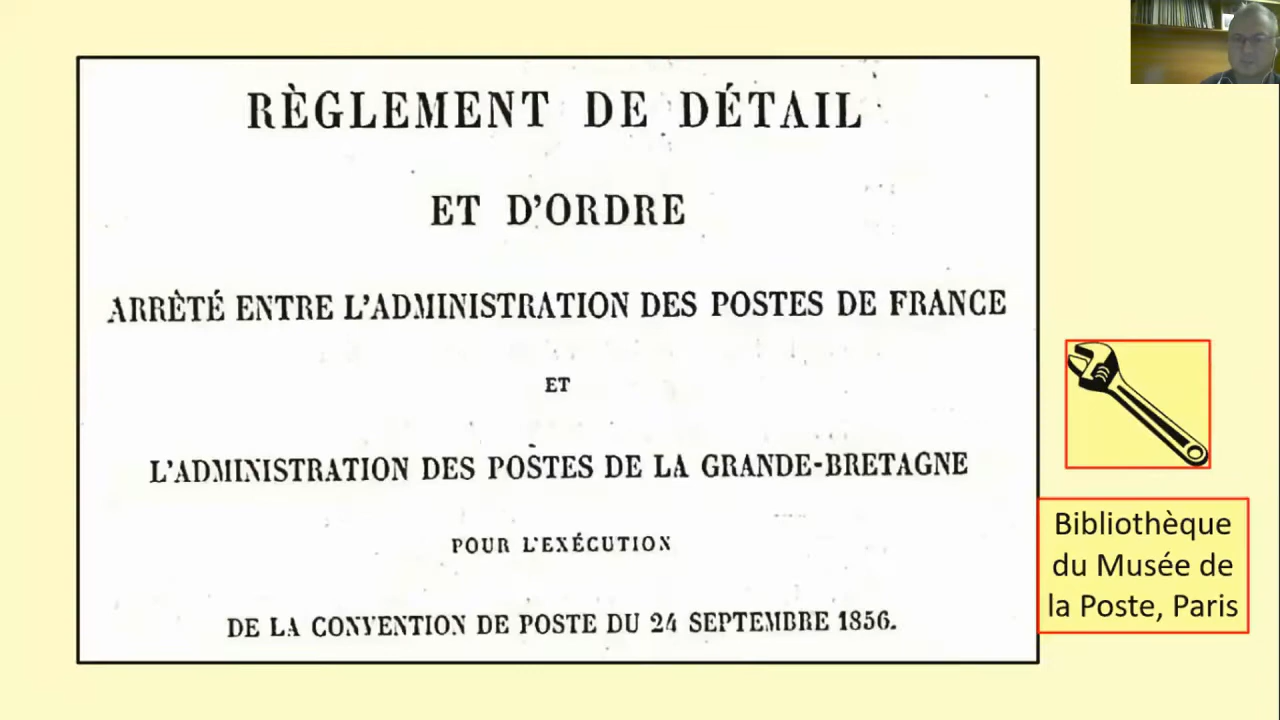 RÈGLEMENT DE DÉTAIL
ET D'ORDRE
ARRÊTÉ ENTRE L'ADMINISTRATION DES POSTES DE FRANCE
ET
L'ADMINISTRATION DES POSTES DE LA GRANDE-BRETAGNE
POUR L'EXÉCUTION
DE LA CONVENTION DE POSTE DU 24 SEPTEMBRE 1856.
Bibliothèque
du Musée de
la Poste, Paris